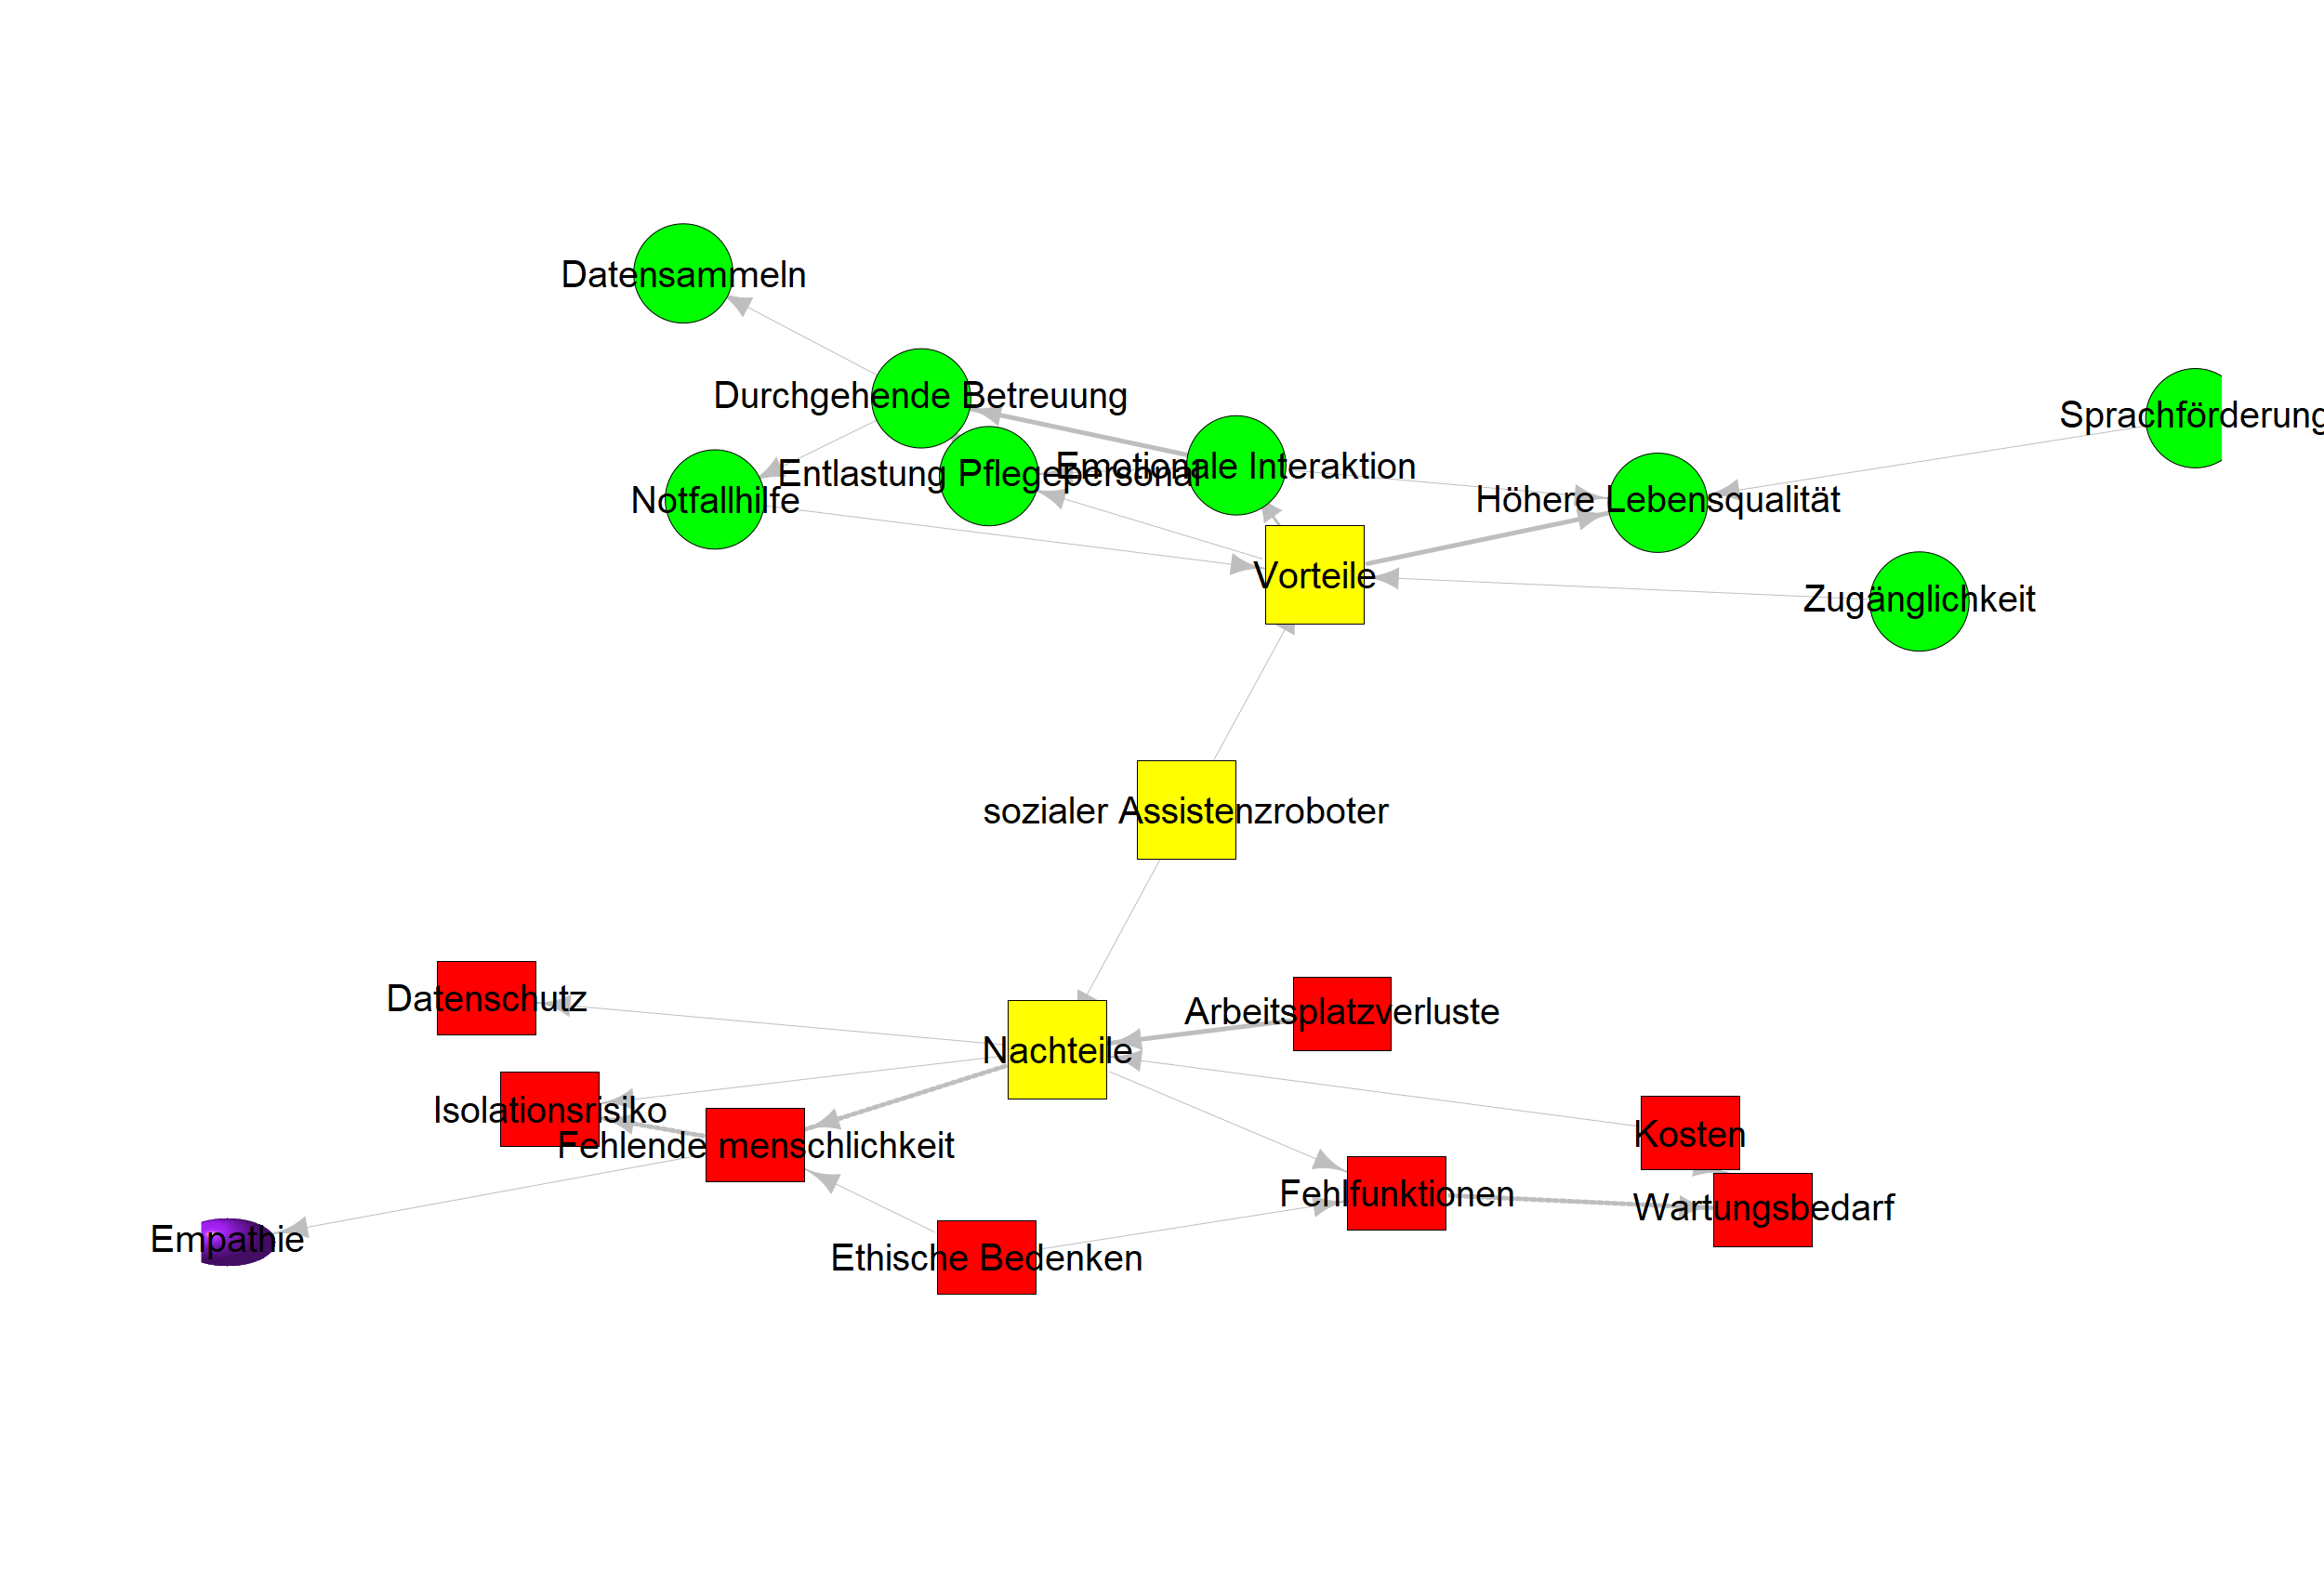 Datensammeln
Durchgehende Betreuung
Sprachförderung
Entlastung Pflegepersonal
Emotionale Interaktion
Notfallhilfe
Höhere Lebensqualität
Vorteile
Zugänglichkeit
sozialer Assistenzroboter
Datenschutz
Arbeitsplatzverluste
Nachteile
Isolationsrisiko
Fehlende menschlichkeit
Kosten
Fehlfunktionen
Wartungsbedarf
Empathie
Ethische Bedenken